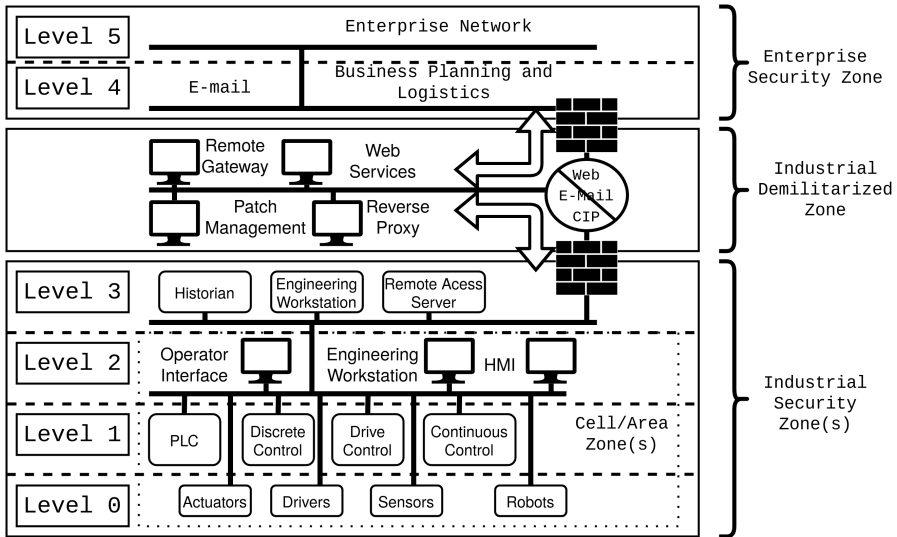 Level 5
Enterprise Network
Level 4
E-mail
Business Planning and
Logistics
Enterprise
Security Zone
Remote
Gateway
Web
Services
Patch
Management
Reverse
Proxy
Web
E-Mail
CIP
Industrial
Demilitarized
Zone
Level 3
Historian
Engineering
Workstation
Remote Acess
Server
Level 2
Operator
Interface
Engineering
Workstation
HMI
Level 1
PLC
Discrete
Control
Drive
Control
Continuous
Control
Cell/Area
Zone(s)
Level 0
Actuators
Drivers
Sensors
Robots
Industrial
Security
Zone(s)